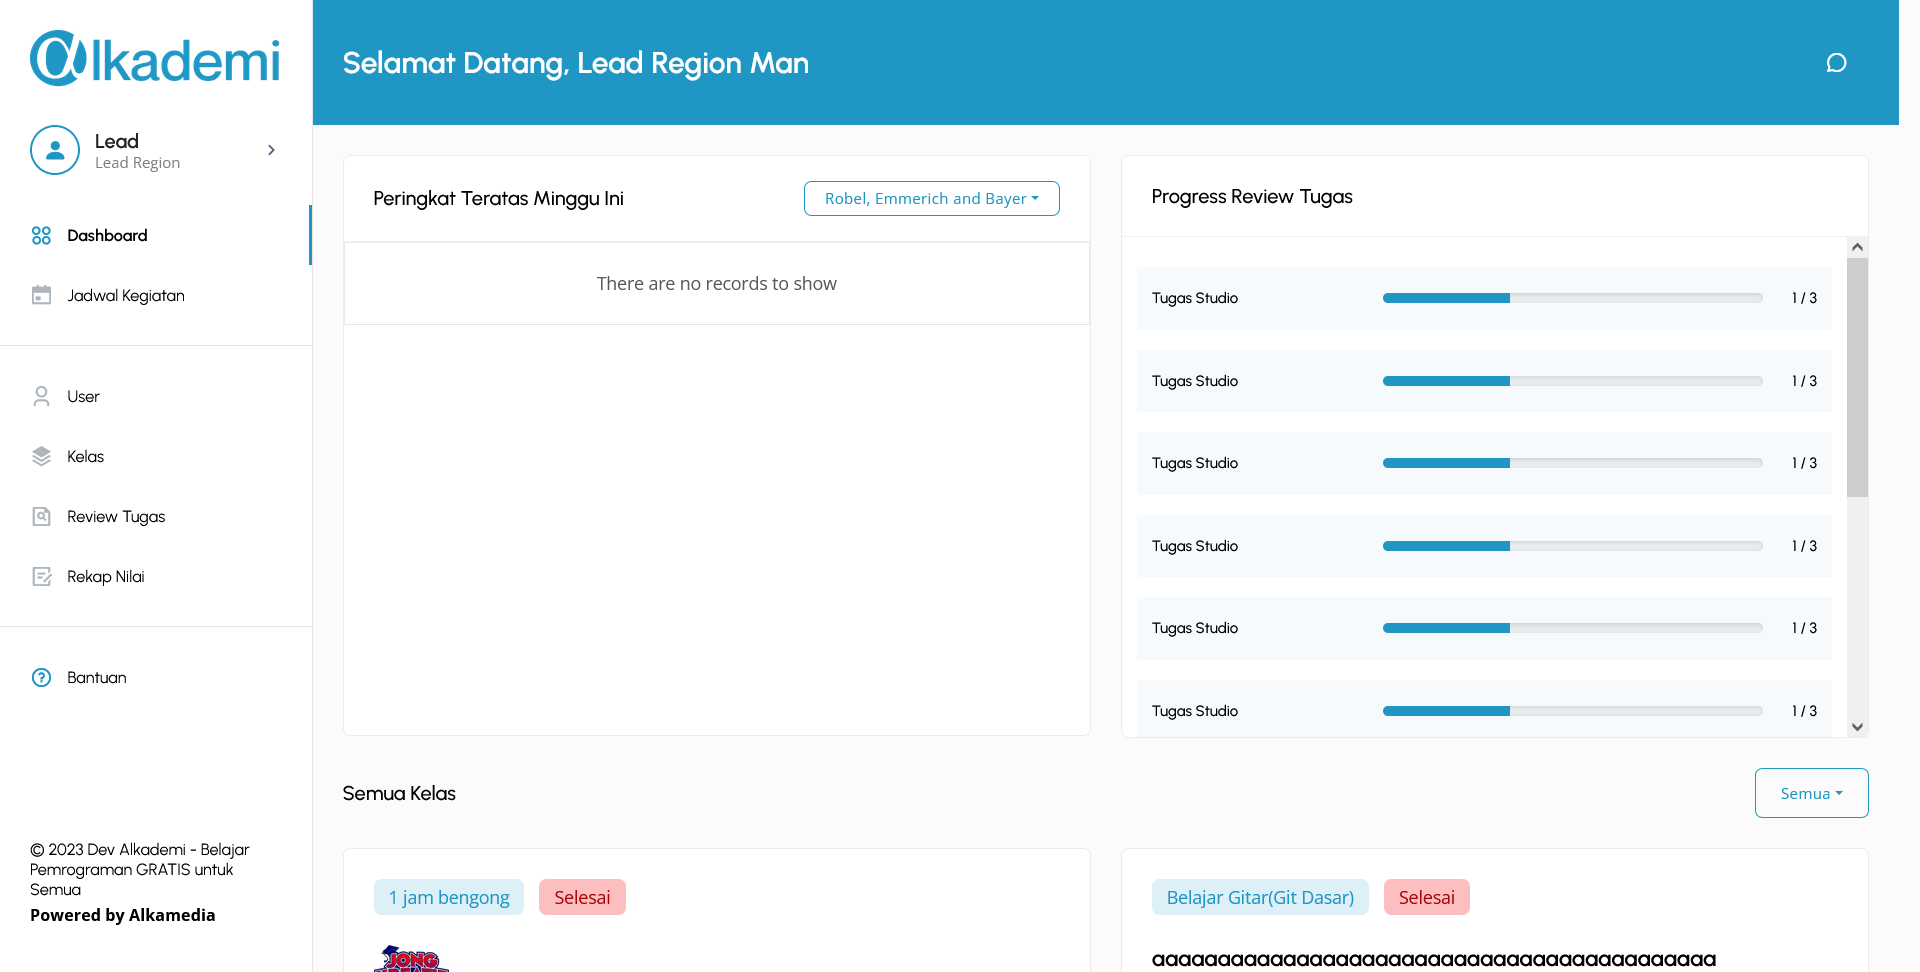 alkademi
Selamat Datang, Lead Region Man
Lead
Lead Region
Dashboard
Jadwal Kegiatan
User
Kelas
Review Tugas
Rekap Nilai
Bantuan
© 2023 Dev Alkademi - Belajar
Pemrograman GRATIS untuk
Semua
Powered by Alkamedia
Peringkat Teratas Minggu Ini
Robel, Emmerich and Bayer
There are no records to show
Progress Review Tugas
Tugas Studio 1 / 3
Tugas Studio 1 / 3
Tugas Studio 1 / 3
Tugas Studio 1 / 3
Tugas Studio 1 / 3
Tugas Studio 1 / 3
Semua Kelas
Semua
1 jam bengong Selesai
JONG
Belajar Gitar(Git Dasar) Selesai